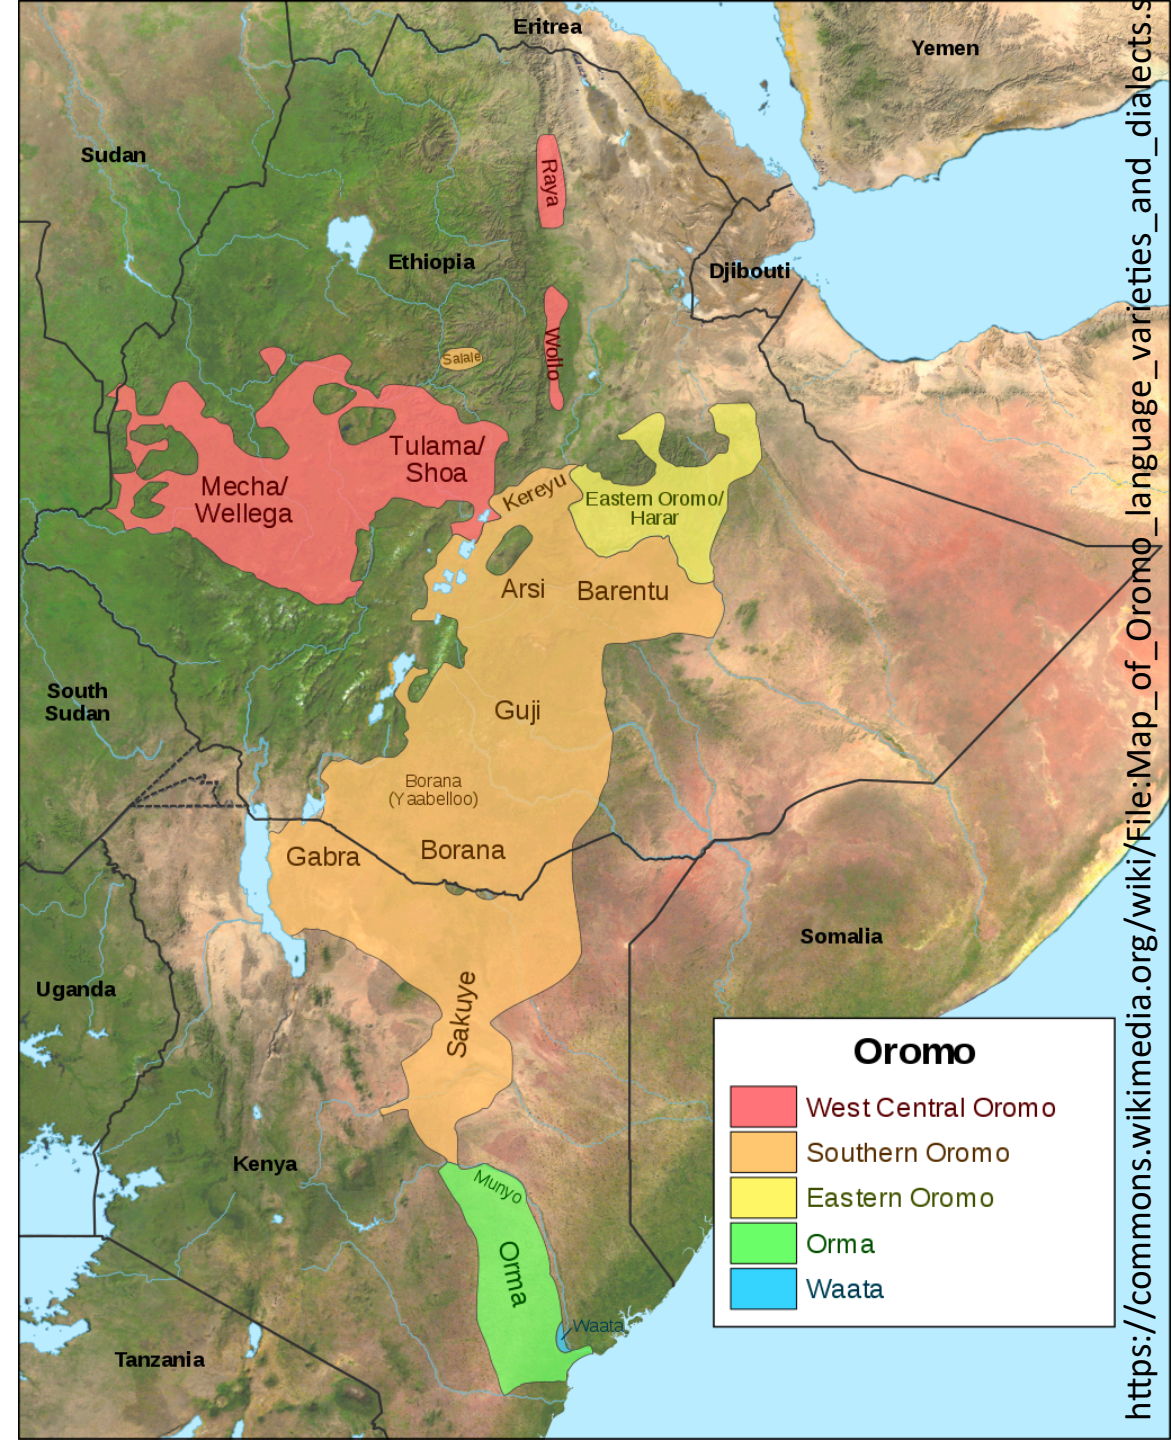 Eritrea
Yemen
Sudan
Raya
Ethiopia
Djibouti
Wollo
Salale
Tulama/
Shoa
Mecha/
Wellega
Kereyu
Eastern Oromo/
Harar
Arsi
Barentu
South
Sudan
Guji
Borana
(Yaabelloo)
Gabra
Borana
Somalia
Uganda
Sakuye
Kenya
Munyo
Orma
Waata
Tanzania
Oromo
West Central Oromo
Southern Oromo
Eastern Oromo
Orma
Waata
https://commons.wikimedia.org/wiki/File:Map_of_Oromo_language_varieties_and_dialects.s